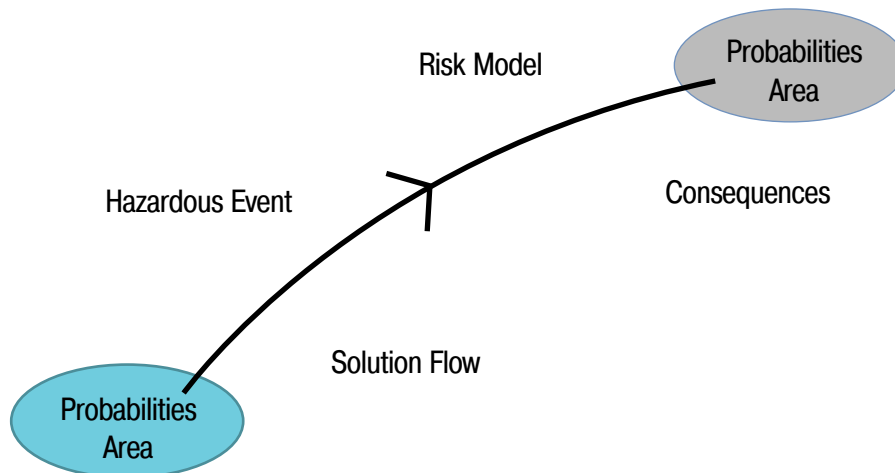 Risk Model
Probabilities
Area
Hazardous Event
Consequences
Solution Flow
Probabilities
Area